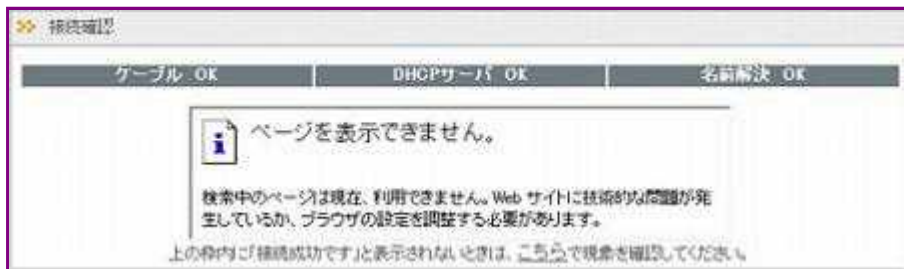 接続確認
ケーブル OK
DHCPサーバ OK
名前解決 OK
ページを表示できません。
検索中のページは現在、利用できません。Web サイトに技術的な問題が発
生しているか、ブラウザの設定を調整する必要があります。
上の枠内に「接続成功です」と表示されないときは、こちらで現象を確認してください。